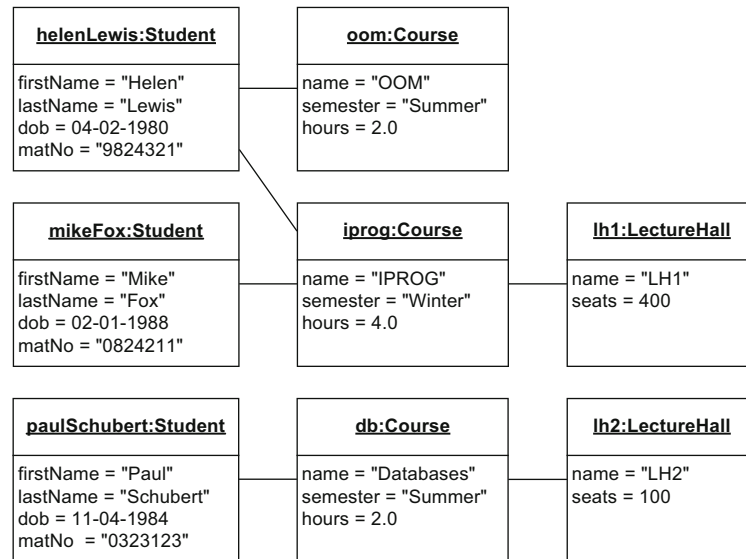 helenLewis:Student
firstName = "Helen"
lastName = "Lewis"
dob = 04-02-1980
matNo = "9824321"
oom:Course
name = "OOM"
semester = "Summer"
hours = 2.0
mikeFox:Student
firstName = "Mike"
lastName = "Fox"
dob = 02-01-1988
matNo = "0824211"
iprog:Course
name = "IPROG"
semester = "Winter"
hours = 4.0
lh1:LectureHall
name = "LH1"
seats = 400
paulSchubert:Student
firstName = "Paul"
lastName = "Schubert"
dob = 11-04-1984
matNo = "0323123"
db:Course
name = "Databases"
semester = "Summer"
hours = 2.0
lh2:LectureHall
name = "LH2"
seats = 100